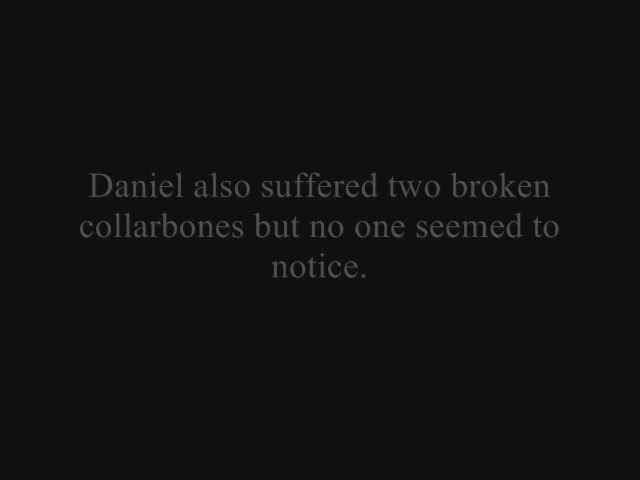 Daniel also suffered two broken
collarbones but no one seemed to
notice.